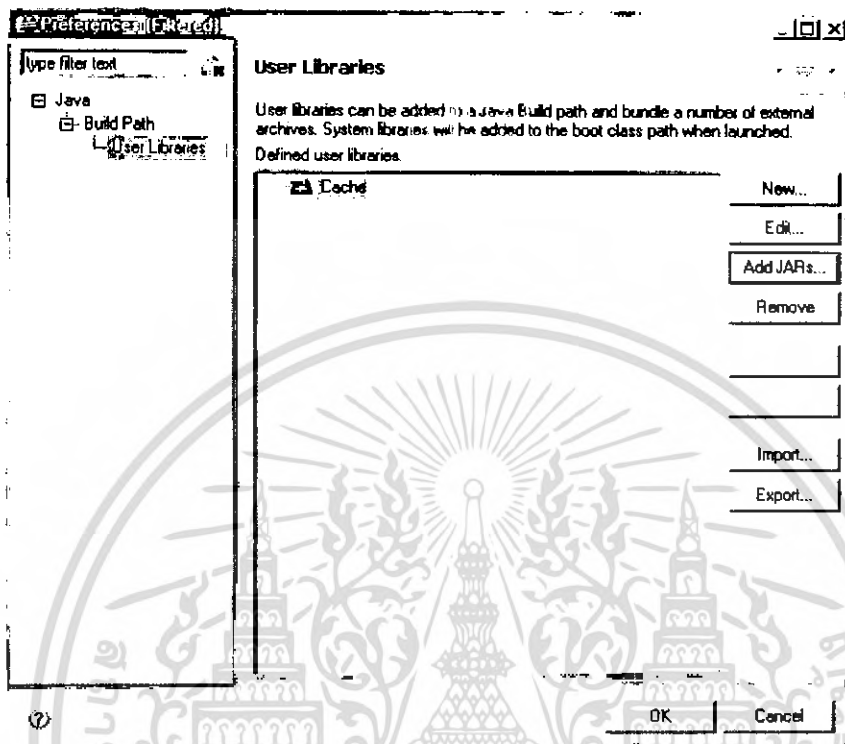 Preferences (Filtered)
type filter text
Java
Build Path
User Libraries
User Libraries
User libraries can be added to a Java Build path and bundle a number of external
archives. System libraries will be added to the boot class path when launched.
Defined user libraries.
Cache
New...
Edit...
Add JARs...
Remove
Import...
Export...
OK
Cancel